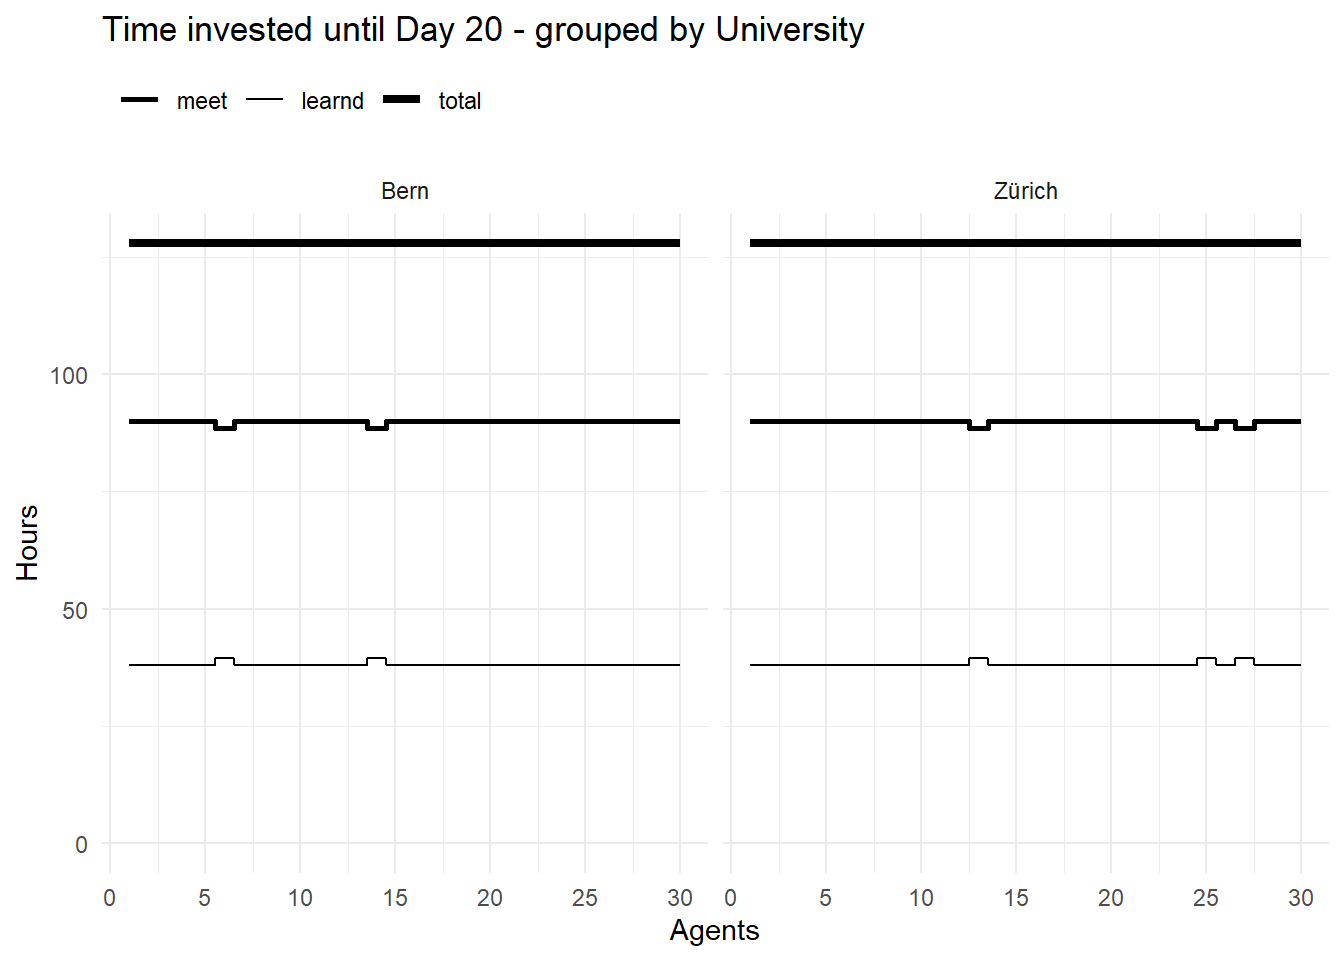 Time invested until Day 20 - grouped by University
meet learnd total
Bern Zürich
100
50
0
Hours
0 5 10 15 20 25 30 0 5 10 15 20 25 30
Agents